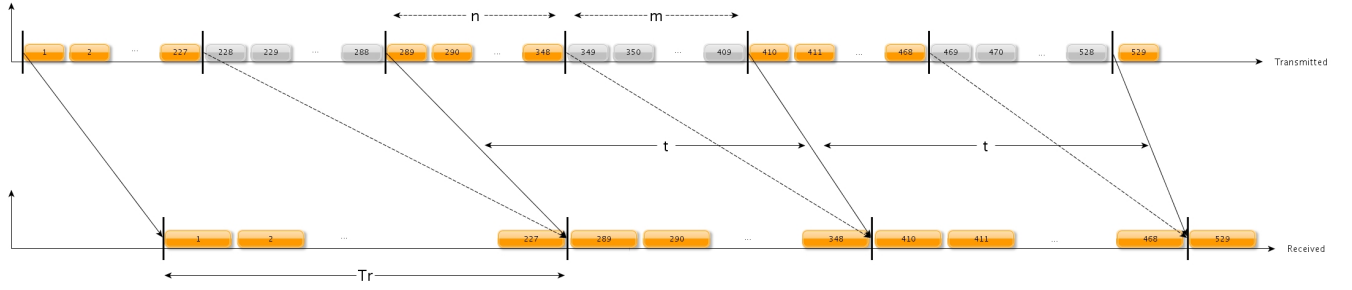 n m
1 2 ... 227 228 229 ... 288 289 290 ... 348 349 350 ... 409 410 411 ... 468 469 470 ... 528 529
Transmitted
t t
1 2 ... 227 289 290 ... 348 410 411 ... 468 529
Received
Tr